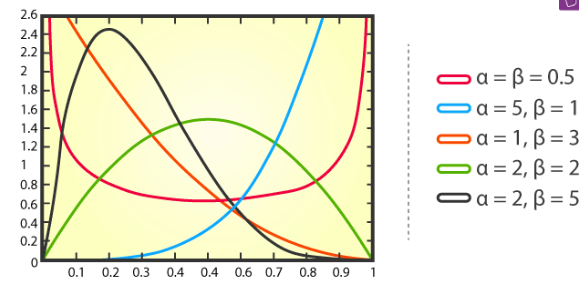 2.6
2.4
2.2
2
1.8
1.6
1.4
1.2
1
0.8
0.6
0.4
0.2
0
0.1 0.2 0.3 0.4 0.4 0.6 0.7 0.8 0.9 1
α = β = 0.5
α = 5, β = 1
α = 1, β = 3
α = 2, β = 2
α = 2, β = 5